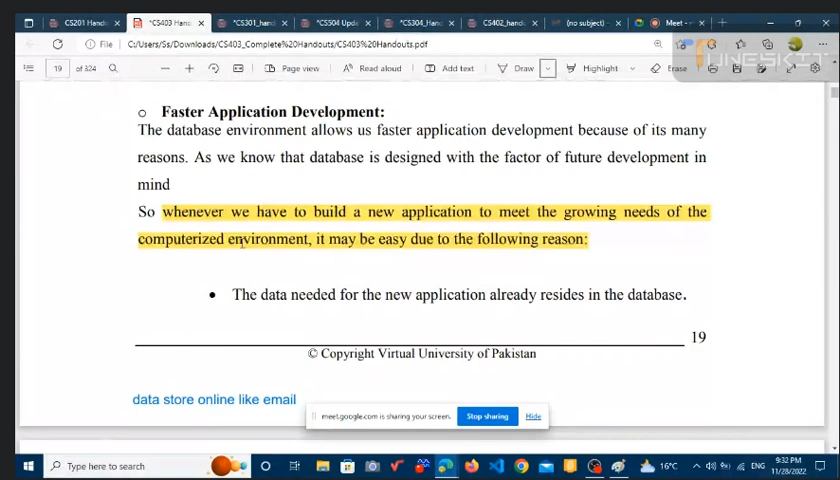 CS201 Hando
*CS403 Hand
*CS301_hand
*CS504 Upde
*CS304_Hand
CS402_hando
(no subject) -
Meet -
File
C:/Users/Ss/Downloads/CS403_Complete%20Handouts/CS403%20Handouts.pdf
TUNESKIT
19 of 324
Page view
Read aloud
Add text
Draw
Highlight
Erase
o Faster Application Development:
The database environment allows us faster application development because of its many
reasons. As we know that database is designed with the factor of future development in
mind
So whenever we have to build a new application to meet the growing needs of the
computerized environment, it may be easy due to the following reason:
• The data needed for the new application already resides in the database.
19
© Copyright Virtual University of Pakistan
data store online like email
meet.google.com is sharing your screen.
Stop sharing
Hide
Type here to search
16°C
9:32 PM
11/28/2022